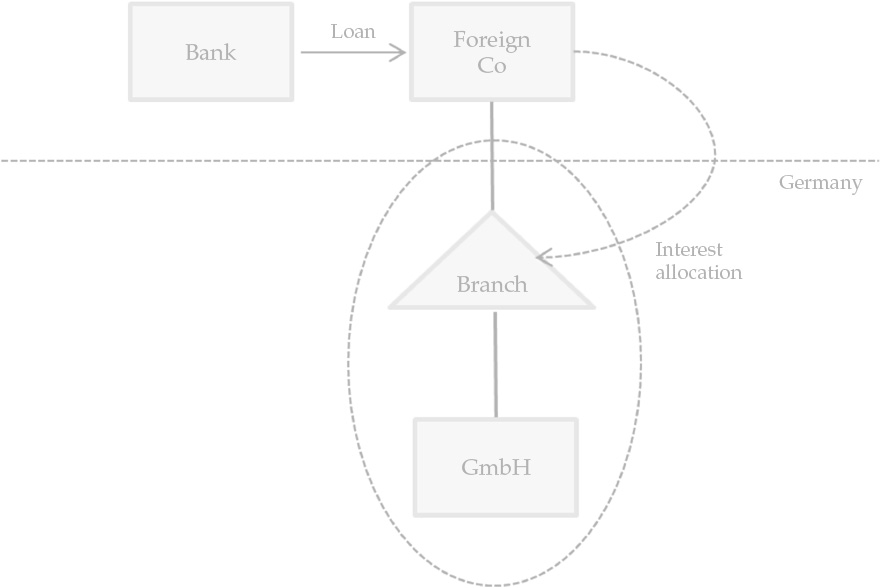 Bank
Loan
Foreign
Co
Germany
Interest
allocation
Branch
GmbH